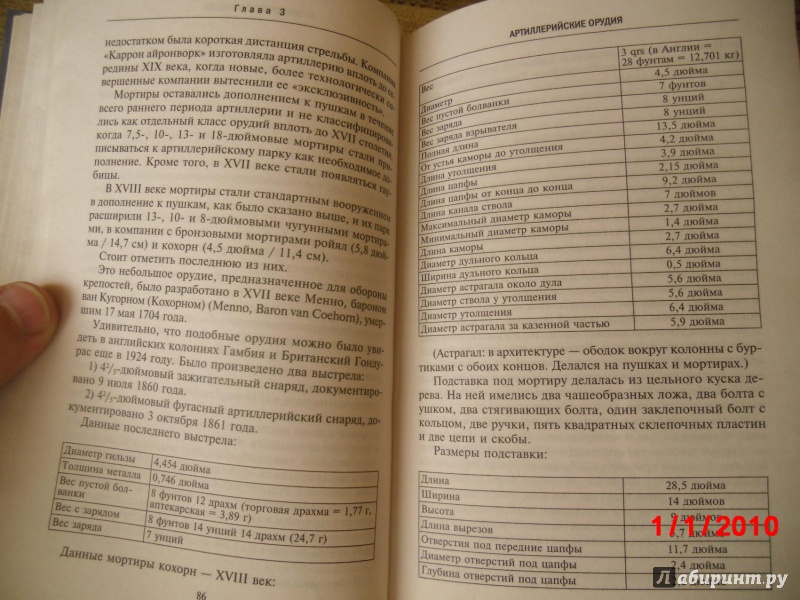 Глава 3
недостатком была короткая дистанция стрельбы. Компания
«Каррон айронворк» изготовляла артиллерию вплоть до се-
редины XIX века, когда новые, более технологически со-
вершенные компании вытеснили ее «эксклюзивность».
Мортиры оставались дополнением к пушкам в течение
всего раннего периода артиллерии и не классифицирова-
лись как отдельный класс орудий вплоть до XVII столетия,
когда 7,5-, 10-, 13- и 18-дюймовые мортиры стали при-
писываться к артиллерийскому парку как необходимое до-
полнение. Кроме того, в XVII веке стали появляться гау-
бицы.
В XVIII веке мортиры стали стандартным вооружением
в дополнение к пушкам, как было сказано выше, и их парк
расширили 13-, 10- и 8-дюймовыми чугунными мортира-
ми, в компании с бронзовыми мортирами ройял (5,8 дюй-
ма / 14,7 см) и кохорн (4,5 дюйма / 11,4 см).
Стоит отметить последнюю из них.
Это небольшое орудие, предназначенное для обороны
крепостей, было разработано в XVII веке Менно, бароном
ван Кугорном (Кохорном) (Menno, Baron van Coehorn), умер-
шим 17 мая 1704 года.
Удивительно, что подобные орудия можно было уви-
деть в английских колониях Гамбия и Британский Гонду-
рас еще в 1924 году. Было произведено два выстрела:
1) 4²/₅-дюймовый зажигательный снаряд, документиро-
вано 9 июля 1860 года.
2) 4²/₅-дюймовый фугасный артиллерийский снаряд, до-
кументировано 3 октября 1861 года.
Данные последнего выстрела:
Диаметр гильзы 4,454 дюйма
Толщина металла 0,746 дюйма
Вес пустой бол- 8 фунтов 12 драхм (торговая драхма = 1,77 г,
ванки аптекарская = 3,89 г)
Вес с зарядом 8 фунтов 14 унций 14 драхм (24,7 г)
Вес заряда 7 унций
Данные мортиры кохорн — XVIII век:
86
АРТИЛЛЕРИЙСКИЕ ОРУДИЯ
Вес 3 qrs (в Англии =
28 фунтам = 12,701 кг)
Диаметр 4,5 дюйма
Вес пустой болванки 7 фунтов
Вес заряда 8 унций
Вес заряда взрывателя 8 унций
Полная длина 13,5 дюйма
От устья каморы до утолщения 4,2 дюйма
Длина утолщения 3,9 дюйма
Длина цапфы 2,15 дюйма
Длина цапфы от конца до конца 9,2 дюйма
Длина канала ствола 7 дюймов
Максимальный диаметр каморы 2,7 дюйма
Минимальный диаметр каморы 1,4 дюйма
Длина каморы 2,7 дюйма
Диаметр дульного кольца 6,4 дюйма
Ширина дульного кольца 0,5 дюйма
Диаметр астрагала около дула 5,6 дюйма
Диаметр ствола у утолщения 5,6 дюйма
Диаметр утолщения 6,4 дюйма
Диаметр астрагала за казенной частью 5,9 дюйма
(Астрагал: в архитектуре — ободок вокруг колонны с бур-
тиками с обоих концов. Делался на пушках и мортирах.)
Подставка под мортиру делалась из цельного куска де-
рева. На ней имелись два чашеобразных ложа, два болта с
ушком, два стягивающих болта, один заклепочный болт с
кольцом, две ручки, пять квадратных склепочных пластин
и две цепи и скобы.
Размеры подставки:
Длина 28,5 дюйма
Ширина 14 дюймов
Высота 9 дюймов
Длина вырезов 8,7 дюйма
Отверстия под передние цапфы 11,7 дюйма
Диаметр отверстий под цапфы 2,4 дюйма
Глубина отверстий под цапфы дюйма
1/1/2010
Лабиринт.ру